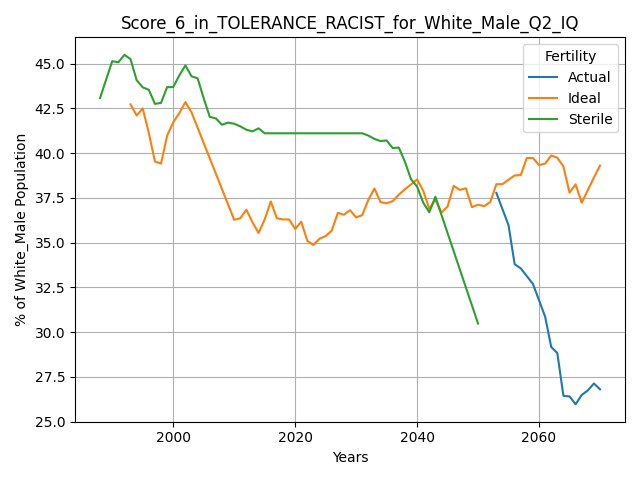 Score_6_in_TOLERANCE_RACIST_for_White_Male_Q2_IQ
Fertility
Actual
Ideal
Sterile
% of White_Male Population
45.0
42.5
40.0
37.5
35.0
32.5
30.0
27.5
25.0
2000
2020
2040
2060
Years